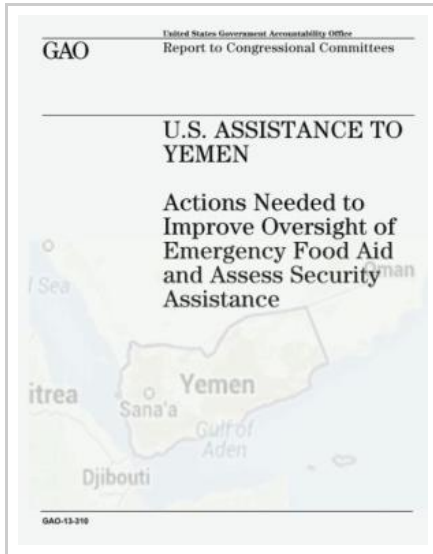 United States Government Accountability Office
GAO
Report to Congressional Committees
U.S. ASSISTANCE TO
YEMEN
Actions Needed to
Improve Oversight of
Emergency Food Aid
and Assess Security
Assistance
Oman
l Sea
Yemen
itrea
Sana'a
Gulf of
Aden
Djibouti
GAO-13-310